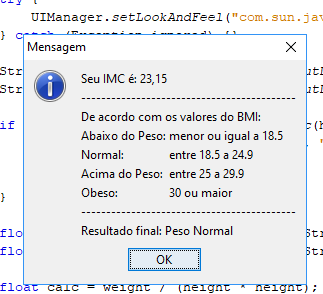 try {
UIManager.setLookAndFeel("com.sun.jav
} catch (Exception ignored) {}
Mensagem
Seu IMC é: 23,15
----------------------------------------------------
De acordo com os valores do BMI:
Abaixo do Peso: menor ou igual a 18.5
Normal: entre 18.5 a 24.9
Acima do Peso: entre 25 a 29.9
Obeso: 30 ou maior
----------------------------------------------------
Resultado final: Peso Normal
OK
Str
Str
if
}
float
float
float calc = weight / (height * height);